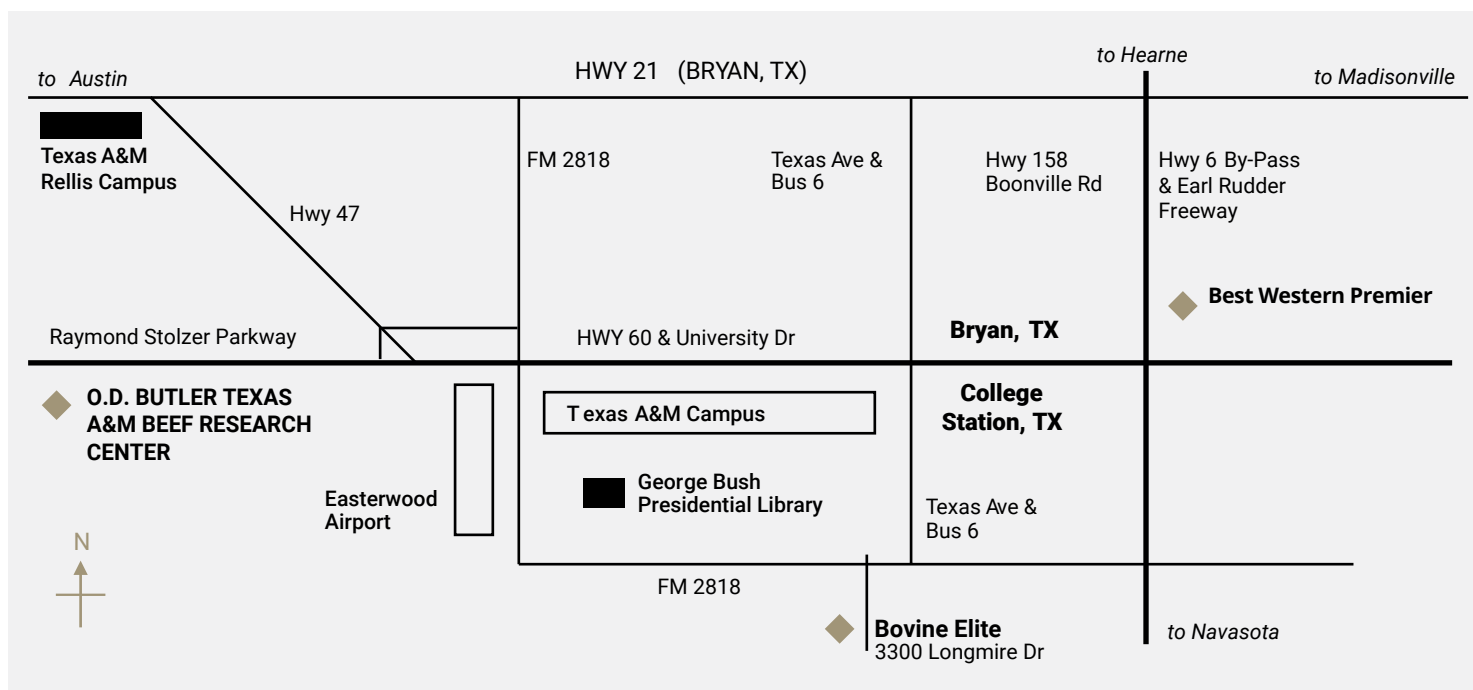 to Austin
HWY 21 (BRYAN, TX)
to Hearne
to Madisonville
Texas A&M
Rellis Campus
Hwy 47
FM 2818
Texas Ave &
Bus 6
Hwy 158
Boonville Rd
Hwy 6 By-Pass
& Earl Rudder
Freeway
Best Western Premier
Raymond Stolzer Parkway
HWY 60 & University Dr
Bryan, TX
O.D. BUTLER TEXAS
A&M BEEF RESEARCH
CENTER
Texas A&M Campus
College
Station, TX
George Bush
Presidential Library
Easterwood
Airport
Texas Ave &
Bus 6
N
FM 2818
Bovine Elite
3300 Longmire Dr
to Navasota